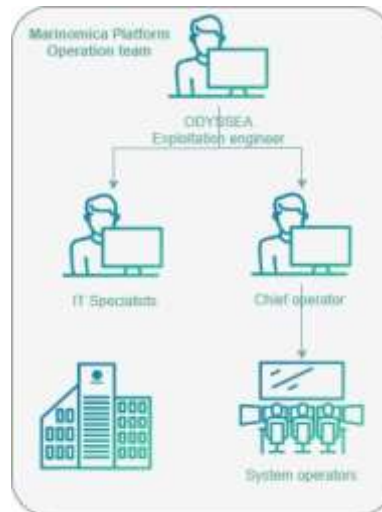 Marinomica Platform
Operation team
ODYSSEA
Exploitation engineer
IT Specialists
Chief operator
System operators